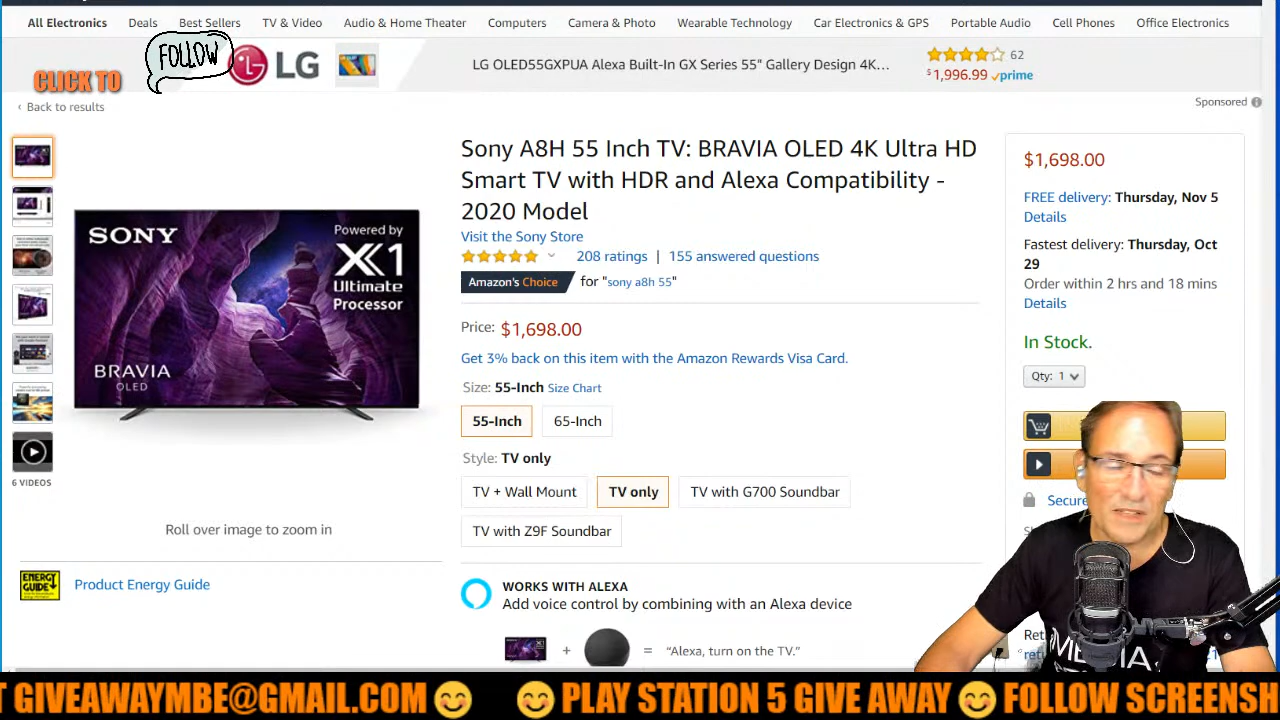 All Electronics Deals Best Sellers TV & Video Audio & Home Theater Computers Camera & Photo Wearable Technology Car Electronics & GPS Portable Audio Cell Phones Office Electronics
CLICK TO
FOLLOW
LG
LG OLED55GXPUA Alexa Built-In GX Series 55" Gallery Design 4K…
62
$1,996.99 prime
‹ Back to results
Sponsored
SONY
Powered by
X1
Ultimate
Processor
BRAVIA
OLED
6 VIDEOS
Roll over image to zoom in
ENERGY
GUIDE
Product Energy Guide
Sony A8H 55 Inch TV: BRAVIA OLED 4K Ultra HD
Smart TV with HDR and Alexa Compatibility -
2020 Model
Visit the Sony Store
208 ratings | 155 answered questions
Amazon's Choice for "sony a8h 55"
Price: $1,698.00
Get 3% back on this item with the Amazon Rewards Visa Card.
Size: 55-Inch Size Chart
55-Inch 65-Inch
Style: TV only
TV + Wall Mount TV only TV with G700 Soundbar
TV with Z9F Soundbar
WORKS WITH ALEXA
Add voice control by combining with an Alexa device
+ = "Alexa, turn on the TV."
$1,698.00
FREE delivery: Thursday, Nov 5
Details
Fastest delivery: Thursday, Oct
29
Order within 2 hrs and 18 mins
Details
In Stock.
Qty: 1
Secure
MEDIA
T GIVEAWAYMBE@GMAIL.COM 😊 😊 PLAY STATION 5 GIVE AWAY 😊 FOLLOW SCREENSH